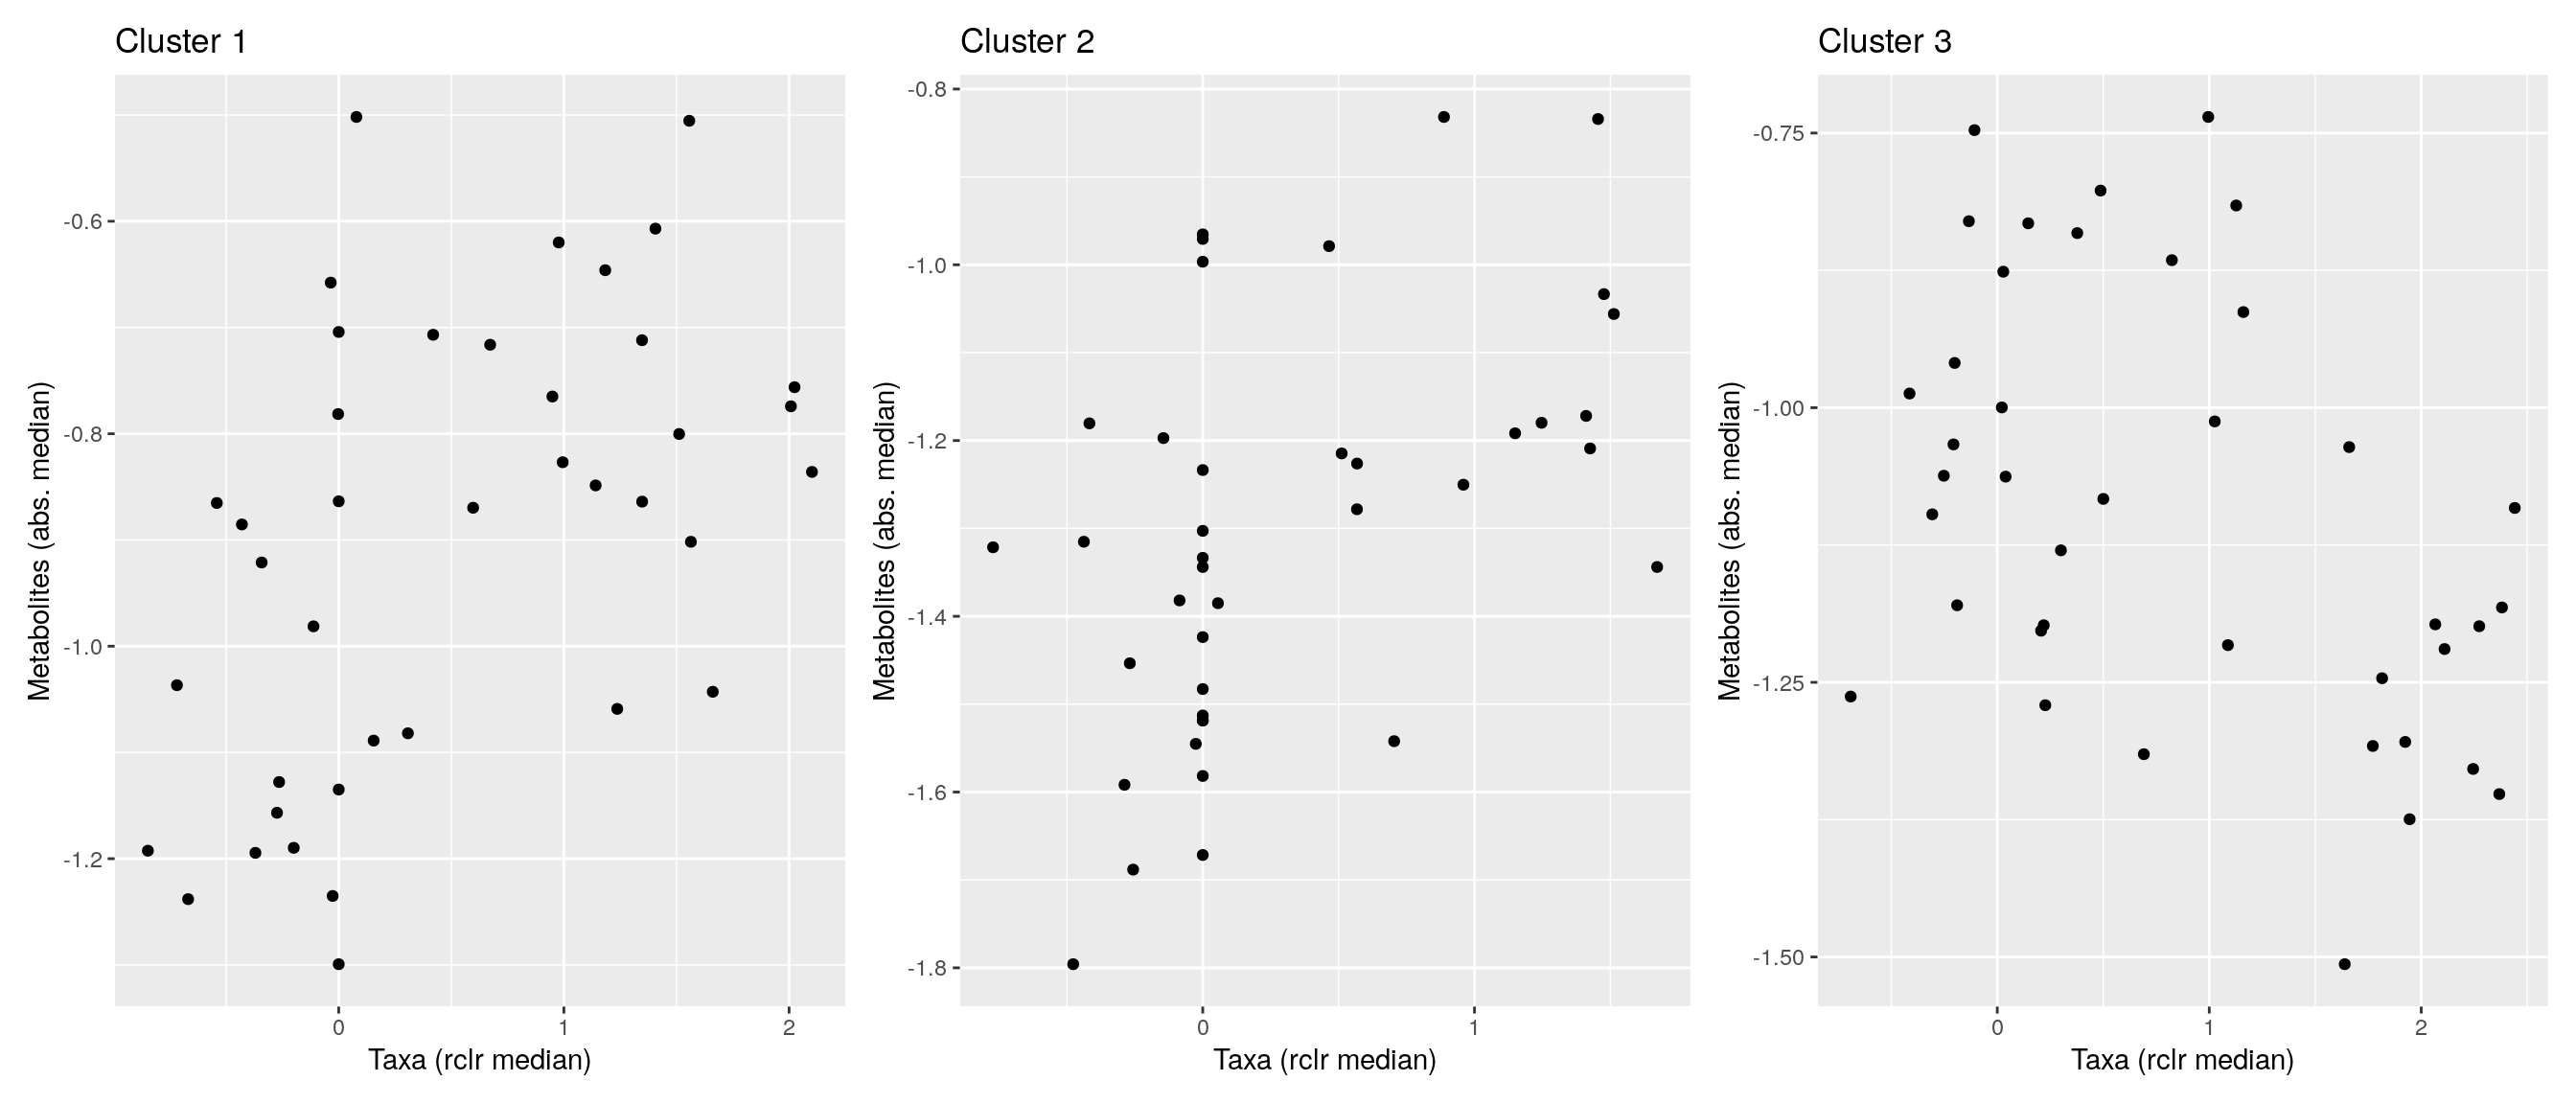 Cluster 1
Metabolites (abs. median)
-0.6
-0.8
-1.0
-1.2
0 1 2
Taxa (rclr median)
Cluster 2
Metabolites (abs. median)
-0.8
-1.0
-1.2
-1.4
-1.6
-1.8
0 1
Taxa (rclr median)
Cluster 3
Metabolites (abs. median)
-0.75
-1.00
-1.25
-1.50
0 1 2
Taxa (rclr median)